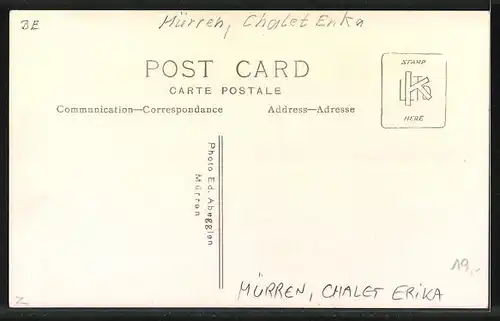 BE
Mürren, Chalet Erika
POST CARD
CARTE POSTALE
Communication—Correspondance
Address—Adresse
STAMP
HERE
Photo Ed. Abegglen
Mürren
19,-
MÜRREN, CHALET ERIKA